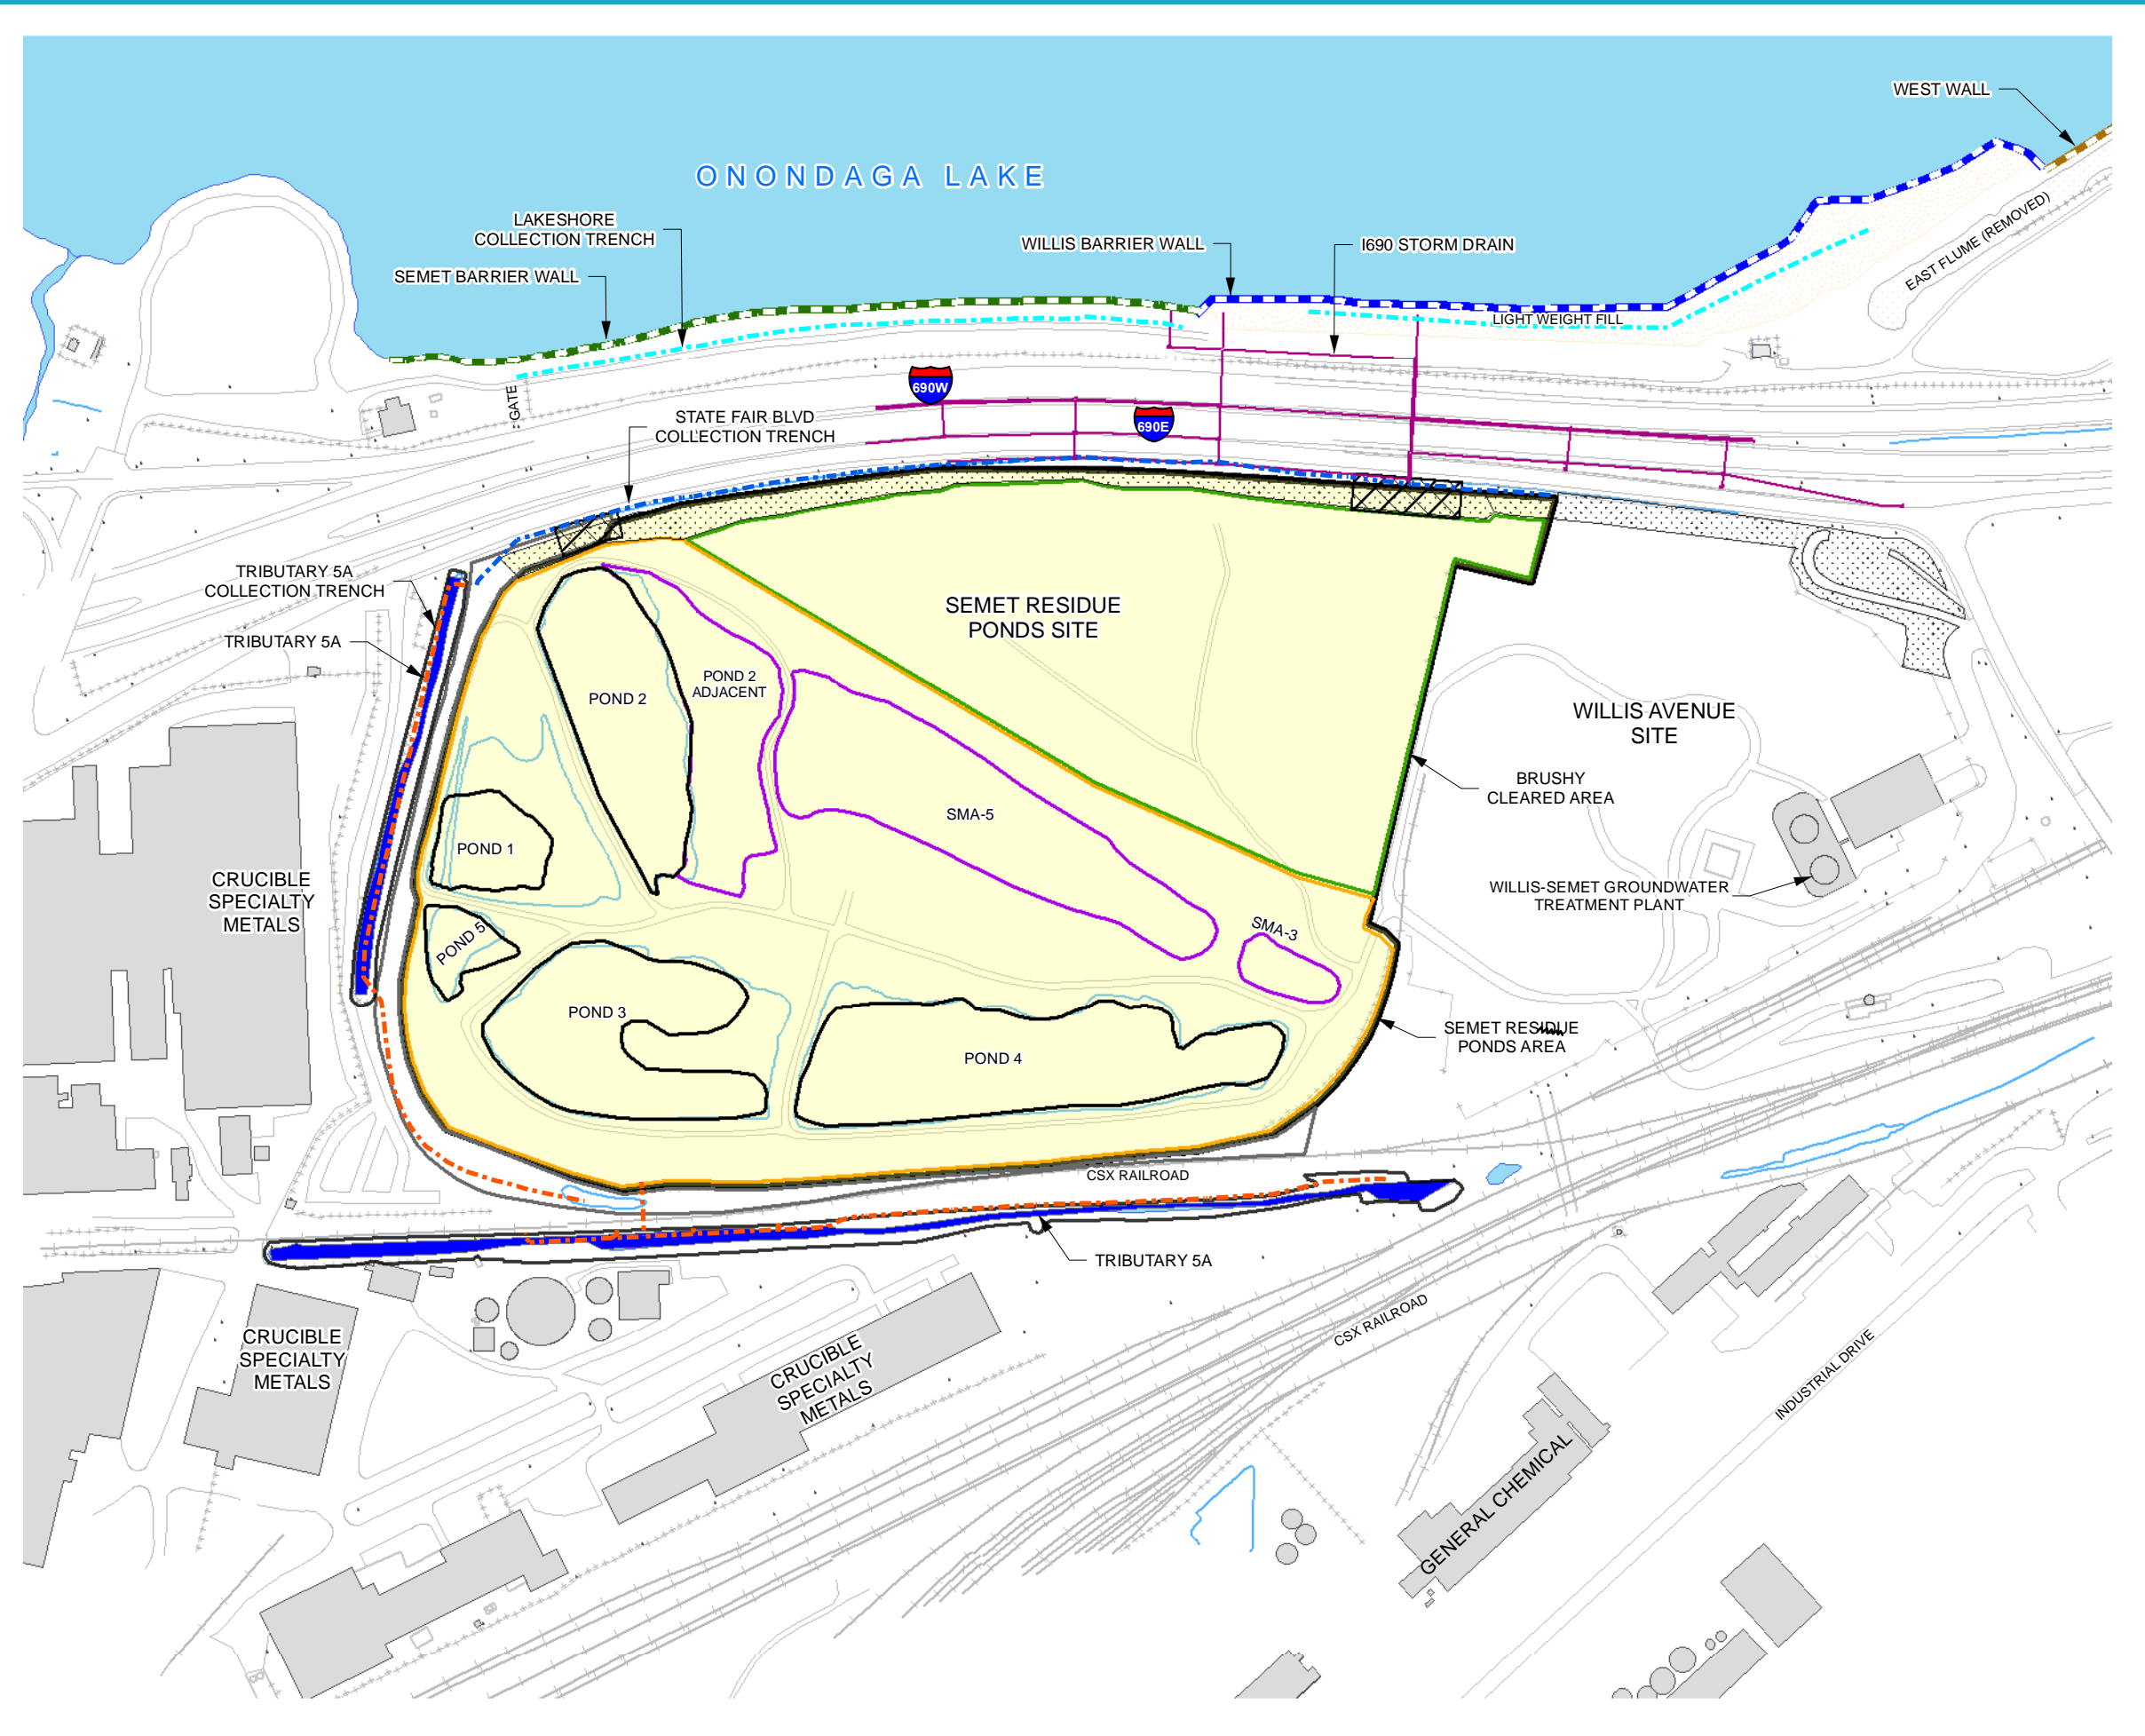 WEST WALL
ONONDAGA LAKE
LAKESHORE
COLLECTION TRENCH
SEMET BARRIER WALL
WILLIS BARRIER WALL
I690 STORM DRAIN
EAST FLUME (REMOVED)
LIGHT WEIGHT FILL
GATE
690W
690E
STATE FAIR BLVD
COLLECTION TRENCH
TRIBUTARY 5A
COLLECTION TRENCH
TRIBUTARY 5A
SEMET RESIDUE
PONDS SITE
POND 2
POND 2
ADJACENT
WILLIS AVENUE
SITE
BRUSHY
CLEARED AREA
SMA-5
POND 1
CRUCIBLE
SPECIALTY
METALS
WILLIS-SEMET GROUNDWATER
TREATMENT PLANT
POND 5
SMA-3
POND 3
POND 4
SEMET RESIDUE
PONDS AREA
CSX RAILROAD
TRIBUTARY 5A
CRUCIBLE
SPECIALTY
METALS
CRUCIBLE
SPECIALTY
METALS
CSX RAILROAD
INDUSTRIAL DRIVE
GENERAL CHEMICAL